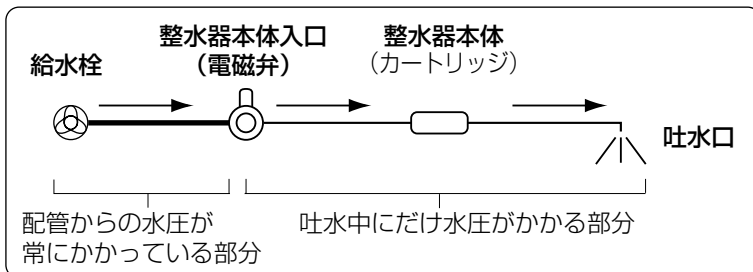 整水器本体入口
(電磁弁)
整水器本体
(カートリッジ)
給水栓
吐水口
配管からの水圧が
常にかかっている部分
吐水中にだけ水圧がかかる部分